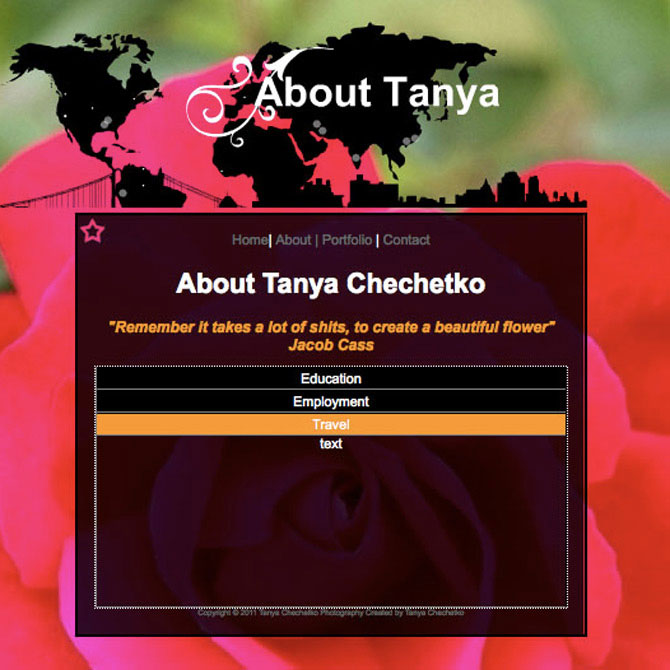 About Tanya
Home| About | Portfolio | Contact
About Tanya Chechetko
"Remember it takes a lot of shits, to create a beautiful flower"
Jacob Cass
Education
Employment
Travel
text
Copyright © 2011 Tanya Chechetko Photography Created by Tanya Chechetko